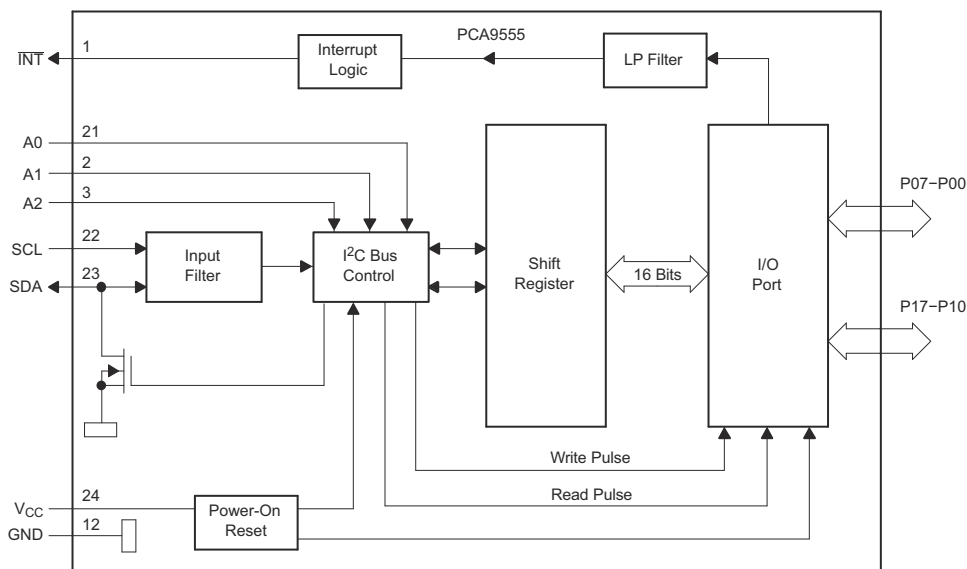 PCA9555
INT
1
Interrupt
Logic
LP Filter
A0
21
A1
2
A2
3
SCL
22
SDA
23
Input
Filter
I²C Bus
Control
Shift
Register
16 Bits
I/O
Port
P07−P00
P17−P10
Write Pulse
Read Pulse
VCC
24
GND
12
Power-On
Reset